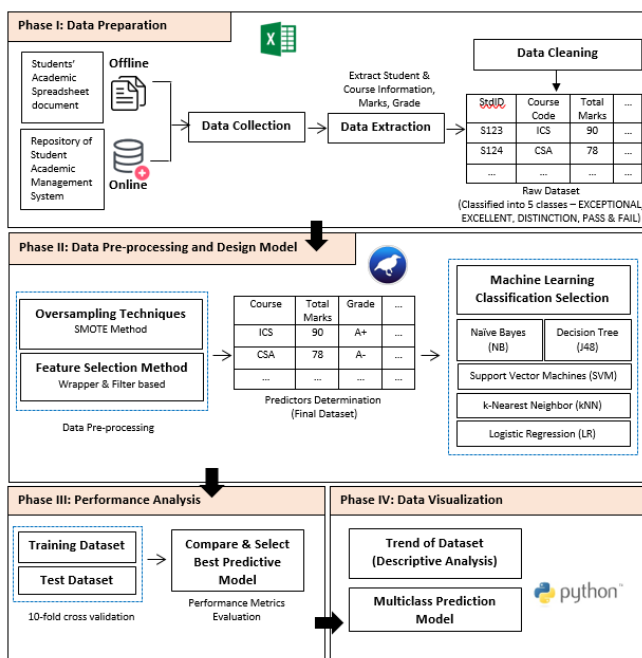 Phase I: Data Preparation
Students'
Academic
Spreadsheet
document
Offline
Repository of
Student
Academic
Management
System
Online
Data Collection
Extract Student &
Course Information,
Marks, Grade
Data Extraction
Data Cleaning
StdID Course Code Total Marks ...
S123 ICS 90 ...
S124 CSA 78 ...
... ... ... ...
Raw Dataset
(Classified into 5 classes – EXCEPTIONAL,
EXCELLENT, DISTINCTION, PASS & FAIL)
Phase II: Data Pre-processing and Design Model
Oversampling Techniques
SMOTE Method
Feature Selection Method
Wrapper & Filter based
Data Pre-processing
Course Total Marks Grade ...
ICS 90 A+ ...
CSA 78 A- ...
... ... ... ...
Predictors Determination
(Final Dataset)
Machine Learning
Classification Selection
Naïve Bayes
(NB)
Decision Tree
(J48)
Support Vector Machines (SVM)
k-Nearest Neighbor (kNN)
Logistic Regression (LR)
Phase III: Performance Analysis
Training Dataset
Test Dataset
10-fold cross validation
Compare & Select
Best Predictive
Model
Performance Metrics
Evaluation
Phase IV: Data Visualization
Trend of Dataset
(Descriptive Analysis)
Multiclass Prediction
Model
python™